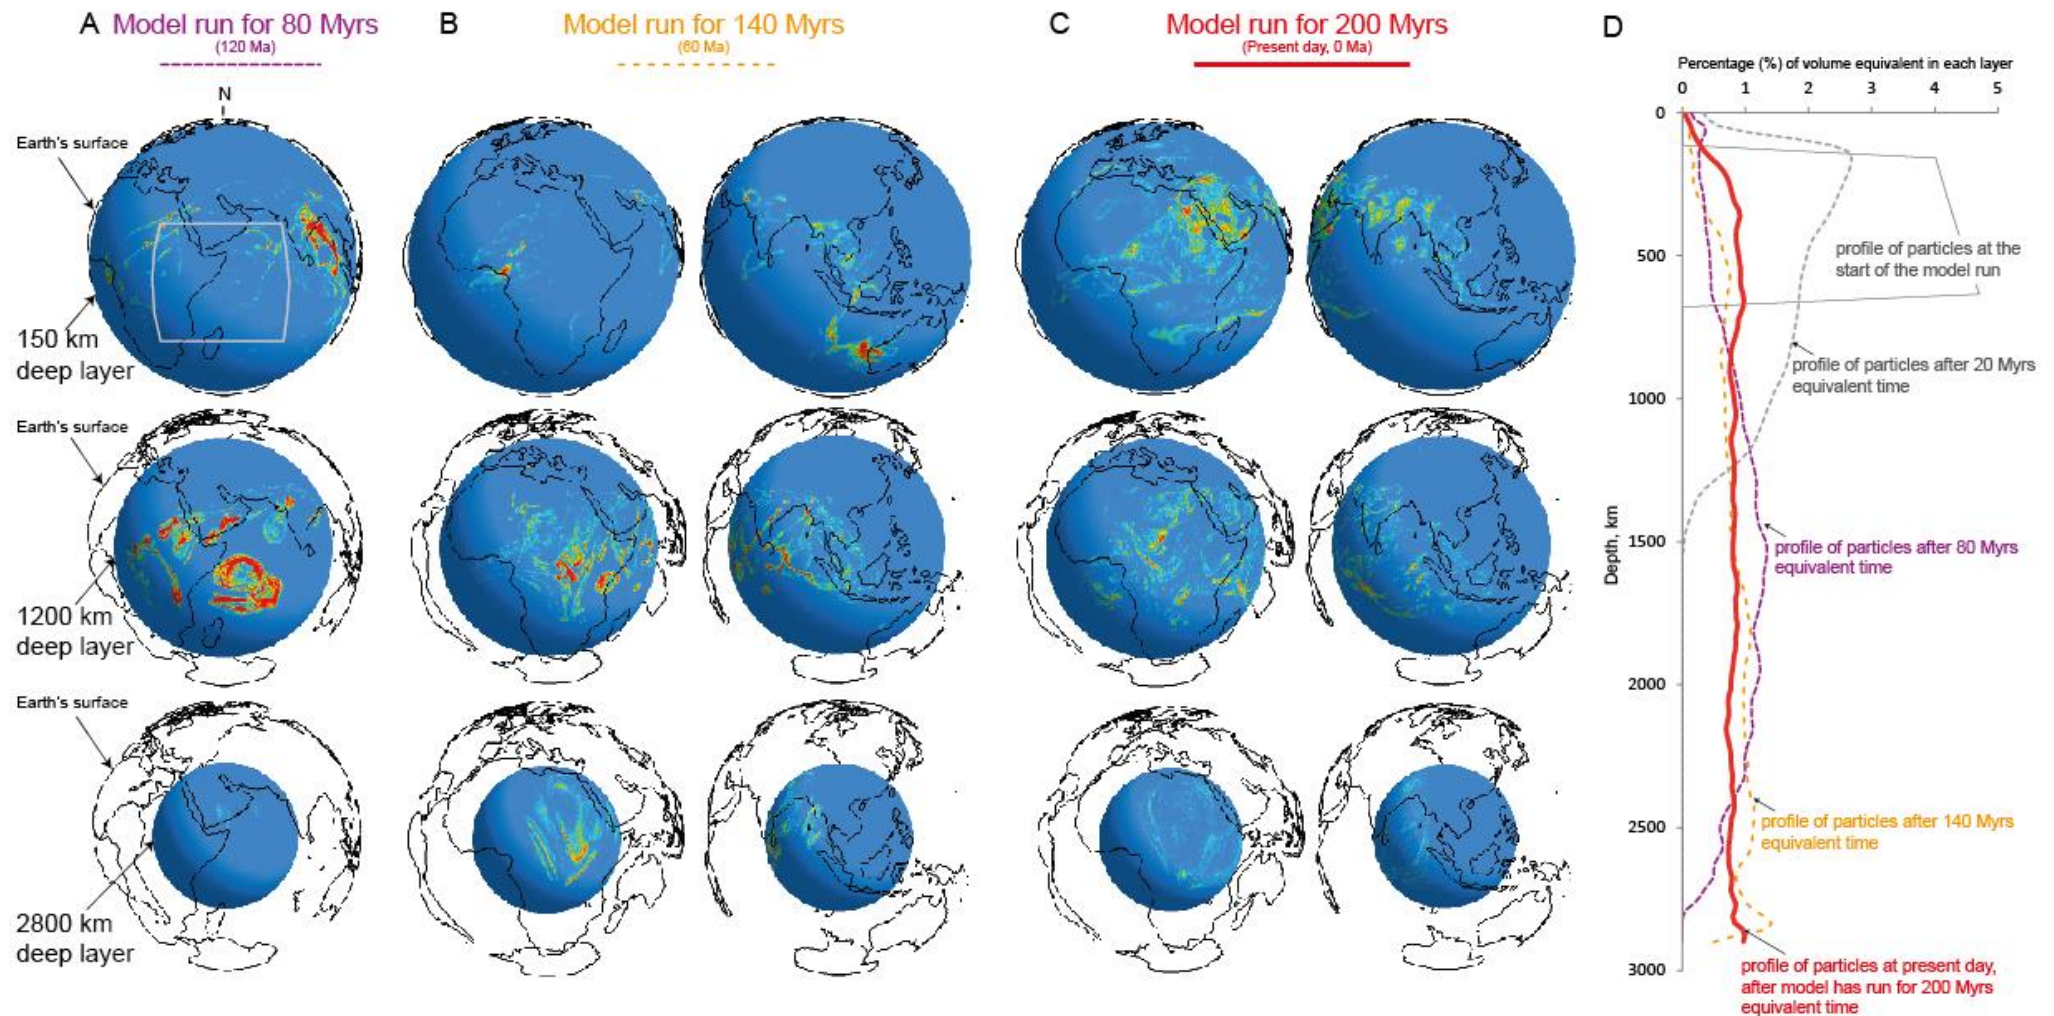 A Model run for 80 Myrs
(120 Ma)
B Model run for 140 Myrs
(60 Ma)
C Model run for 200 Myrs
(Present day, 0 Ma)
D
Percentage (%) of volume equivalent in each layer
0 1 2 3 4 5
N
Earth's surface
150 km
deep layer
Earth's surface
1200 km
deep layer
Earth's surface
2800 km
deep layer
0
500
1000
1500
2000
2500
3000
Depth, km
profile of particles at the
start of the model run
profile of particles after 20 Myrs
equivalent time
profile of particles after 80 Myrs
equivalent time
profile of particles after 140 Myrs
equivalent time
profile of particles at present day,
after model has run for 200 Myrs
equivalent time